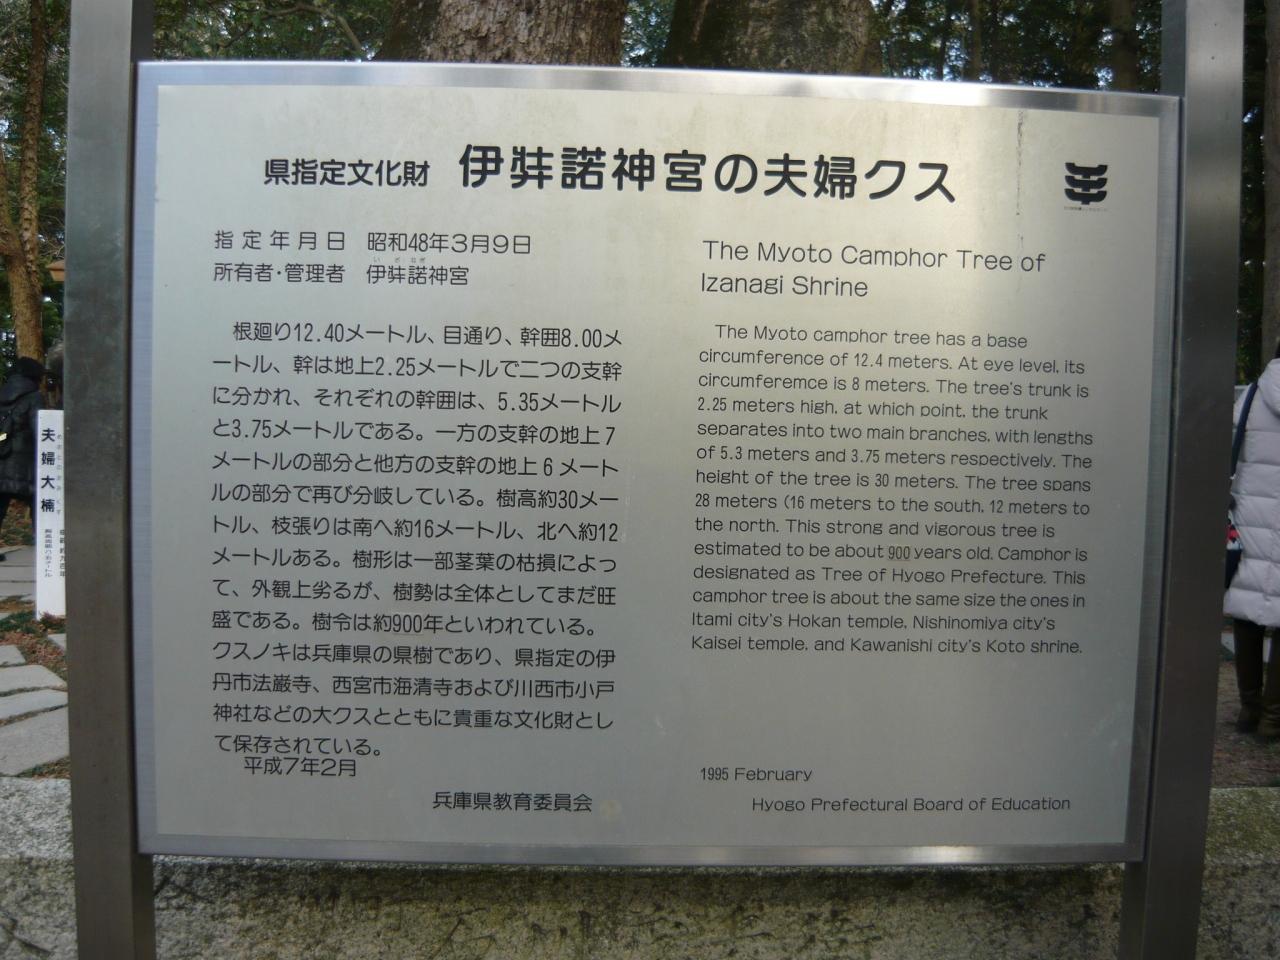 県指定文化財 伊弉諾神宮の夫婦クス
指定年月日 昭和48年3月9日
いざなぎ
所有者・管理者 伊弉諾神宮
根廻り12.40メートル、目通り、幹囲8.00メ
ートル、幹は地上2.25メートルで二つの支幹
に分かれ、それぞれの幹囲は、5.35メートル
と3.75メートルである。一方の支幹の地上7
メートルの部分と他方の支幹の地上6メート
ルの部分で再び分岐している。樹高約30メー
トル、枝張りは南へ約16メートル、北へ約12
メートルある。樹形は一部茎葉の枯損によっ
て、外観上劣るが、樹勢は全体としてまだ旺
盛である。樹令は約900年といわれている。
クスノキは兵庫県の県樹であり、県指定の伊
丹市法巌寺、西宮市海清寺および川西市小戸
神社などの大クスとともに貴重な文化財とし
て保存されている。
平成7年2月
兵庫県教育委員会
The Myoto Camphor Tree of
Izanagi Shrine
The Myoto camphor tree has a base
circumference of 12.4 meters. At eye level, its
circumferemce is 8 meters. The tree's trunk is
2.25 meters high, at which point, the trunk
separates into two main branches, with lengths
of 5.3 meters and 3.75 meters respectively. The
height of the tree is 30 meters. The tree spans
28 meters (16 meters to the south, 12 meters to
the north. This strong and vigorous tree is
estimated to be about 900 years old. Camphor is
designated as Tree of Hyogo Prefecture. This
camphor tree is about the same size the ones in
Itami city's Hokan temple, Nishinomiya city's
Kaisei temple, and Kawanishi city's Koto shrine.
1995 February
Hyogo Prefectural Board of Education
夫婦大楠